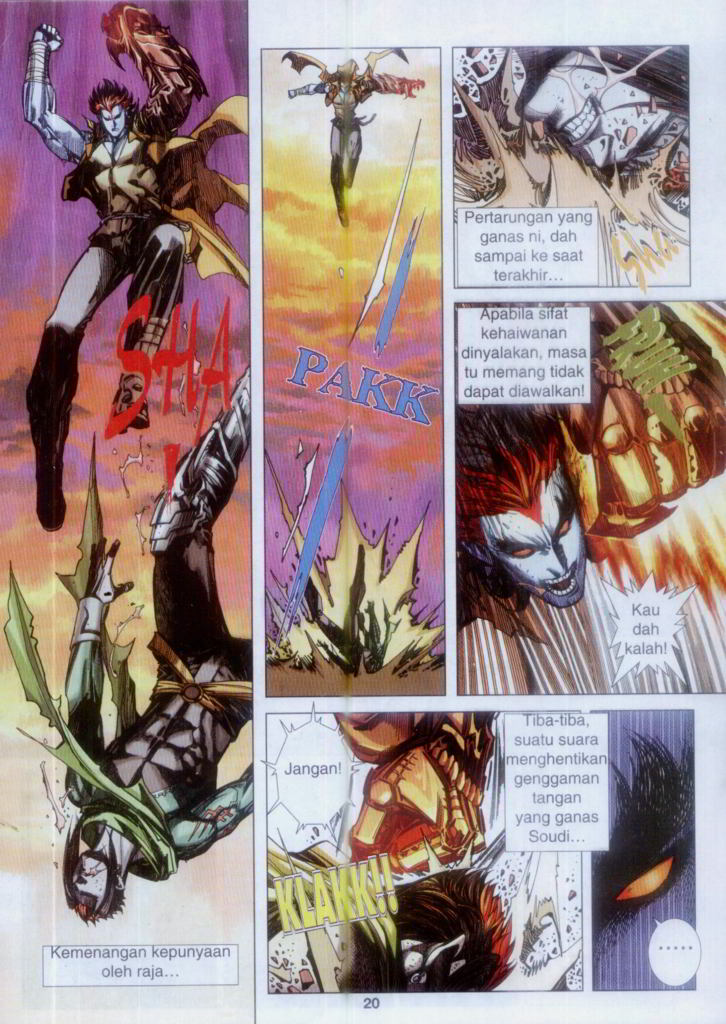 SHA
Kemenangan kepunyaan
oleh raja...
PAKK
Pertarungan yang
ganas ni, dah
sampai ke saat
terakhir...
Apabila sifat
kehaiwanan
dinyalakan, masa
tu memang tidak
dapat diawalkan!
Kau
dah
kalah!
Jangan!
KLAKK!!
Tiba-tiba,
suatu suara
menghentikan
genggaman
tangan
yang ganas
Soudi...
.....
20